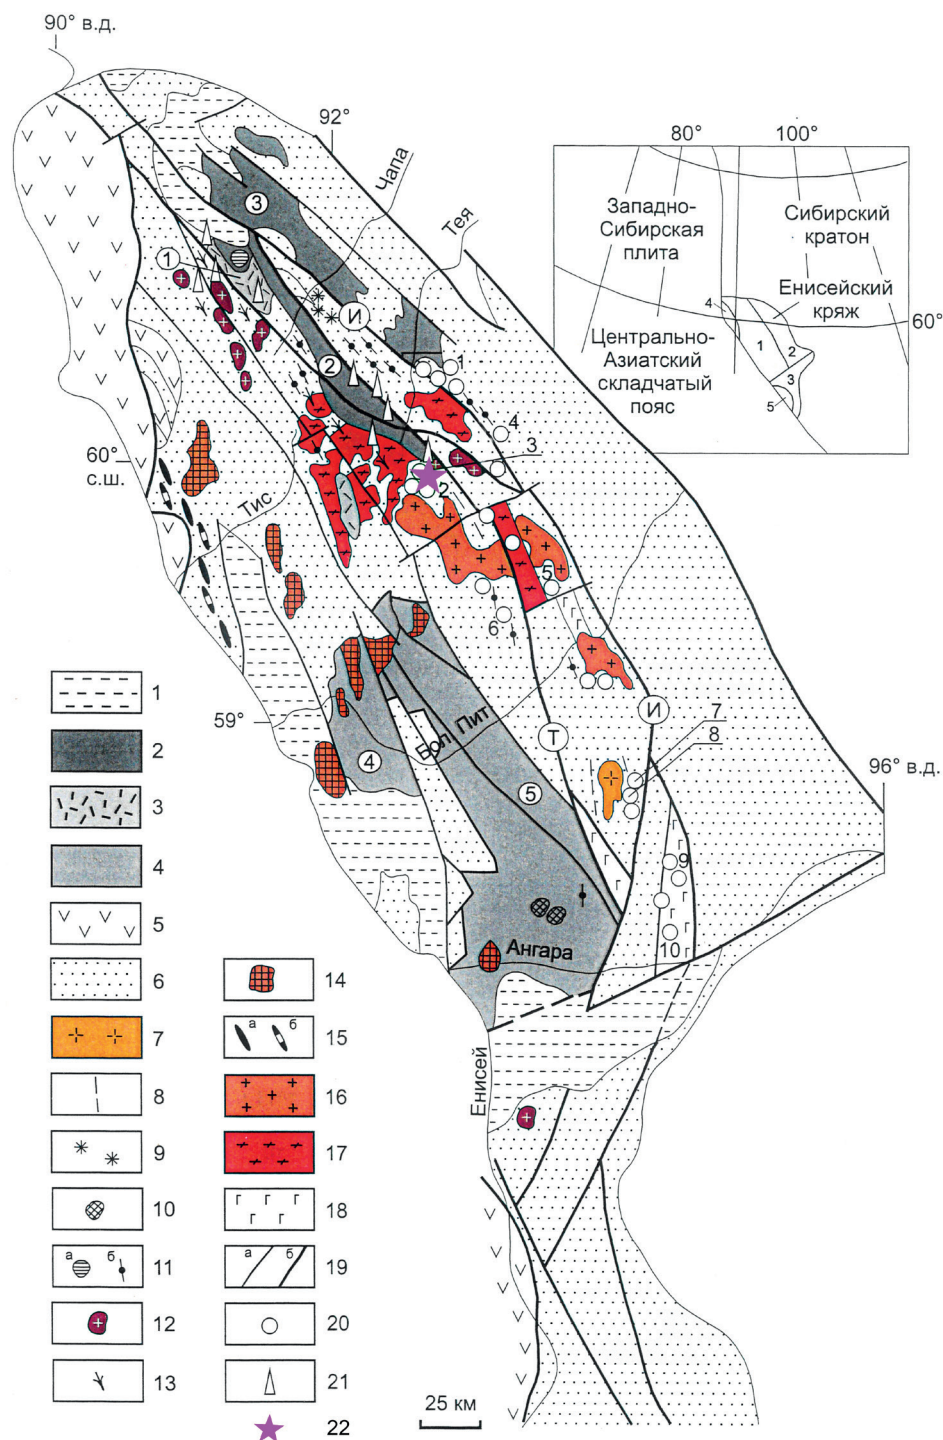 90° в.д.
92°
80°
100°
Западно-
Сибирская
плита
Сибирский
кратон
Енисейский
кряж
60°
Центрально-
Азиатский
складчатый
пояс
4
1
2
3
5
Чапа
Тея
3
1
И
2
1
4
3
2
60°
с.ш.
Тис
5
6
59°
Бол Пит
Т
И
7
8
4
5
96° в.д.
9
10
Ангара
Енисей
1
2
3
4
5
6
7
8
9
10
а б
11
12
13
14
а б
15
16
17
г г г
г г
18
а б
19
20
21
22
25 км